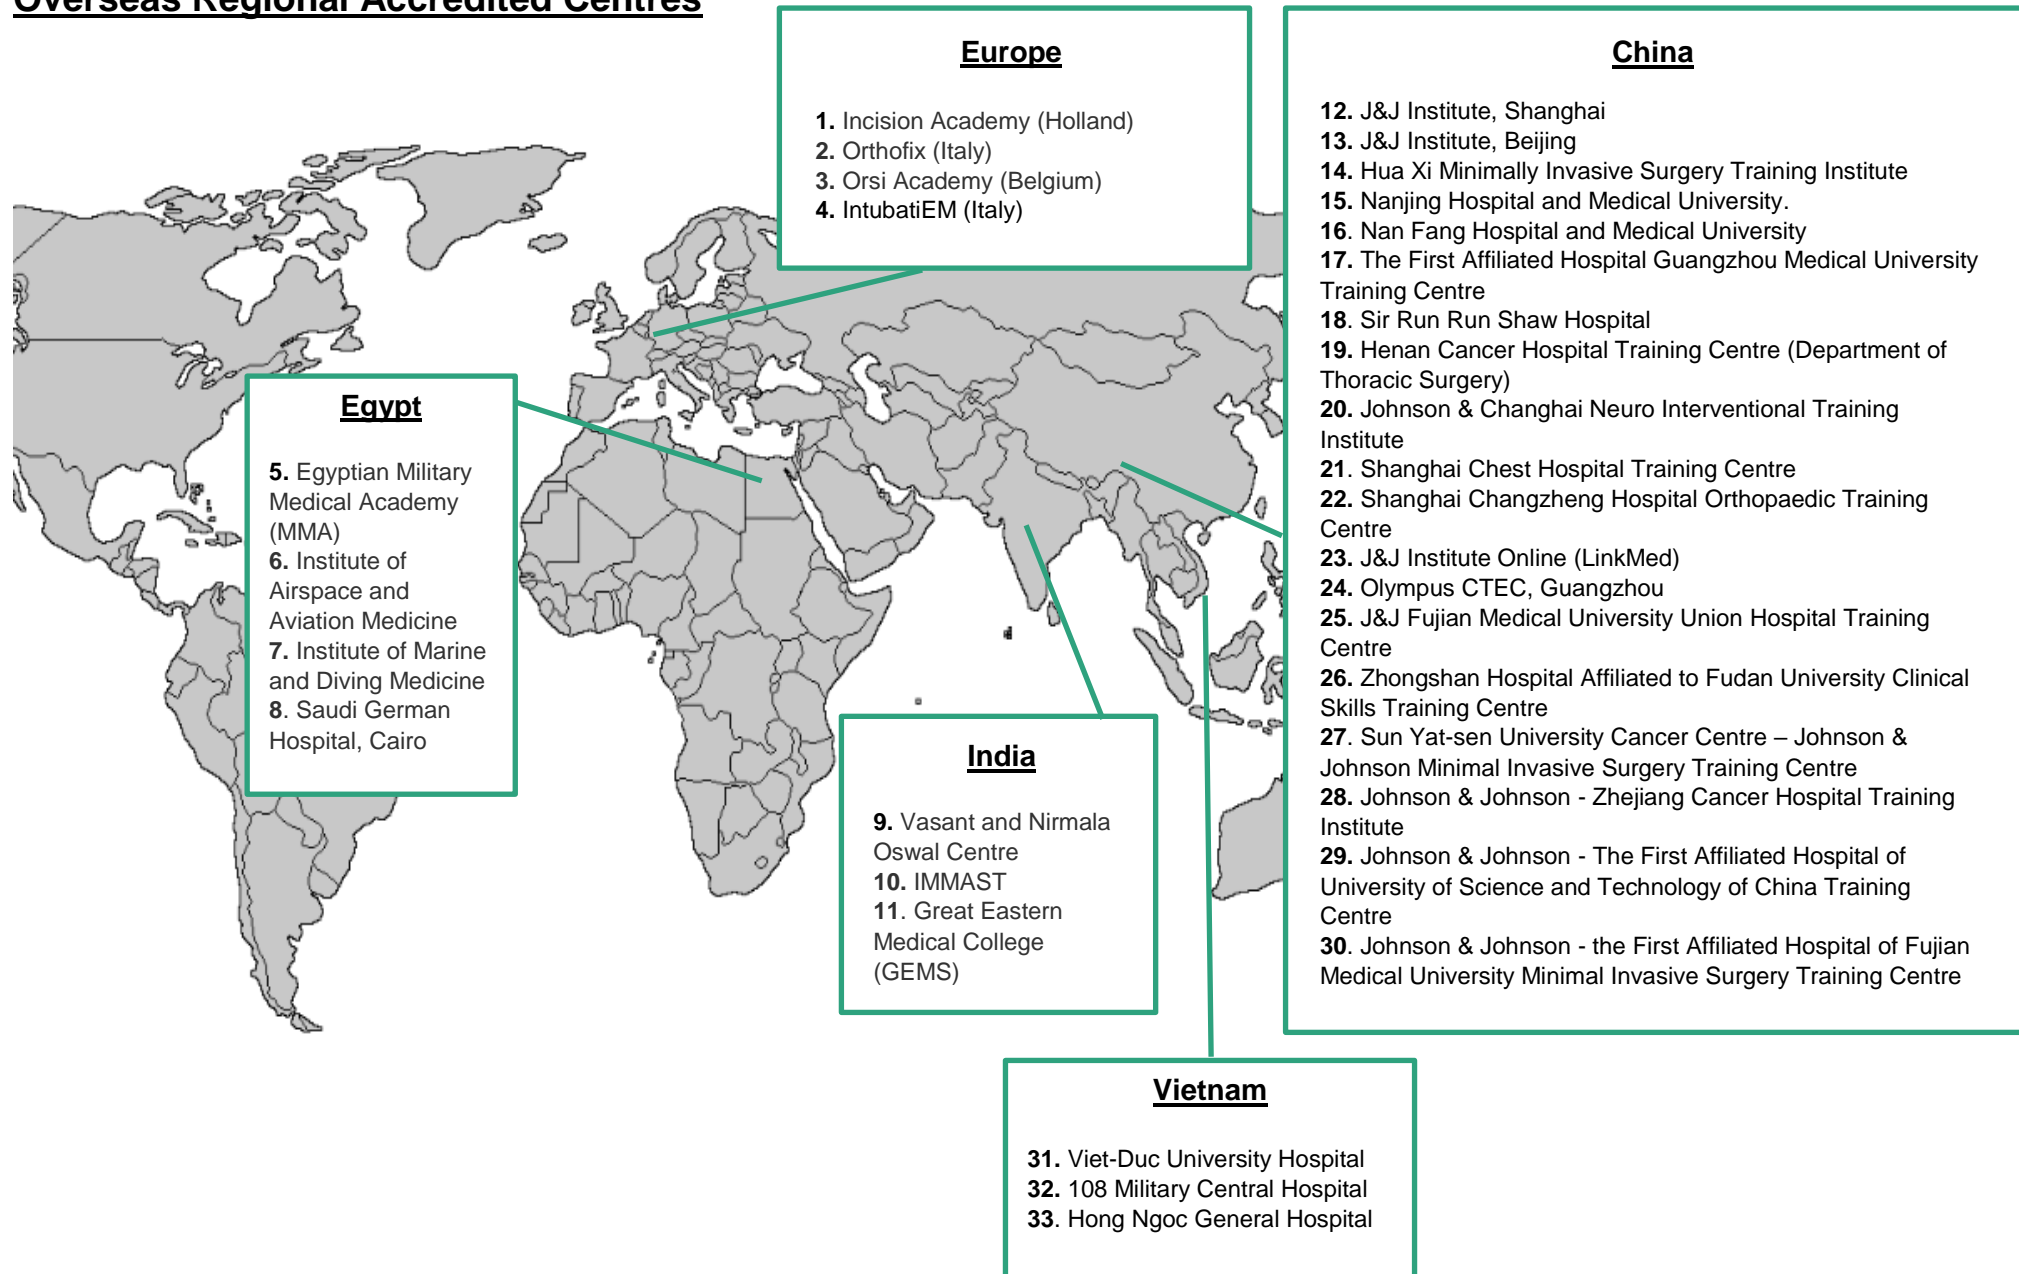 Overseas Regional Accredited Centres
Europe
1. Incision Academy (Holland)
2. Orthofix (Italy)
3. Orsi Academy (Belgium)
4. IntubatiEM (Italy)
Egypt
5. Egyptian Military
Medical Academy
(MMA)
6. Institute of
Airspace and
Aviation Medicine
7. Institute of Marine
and Diving Medicine
8. Saudi German
Hospital, Cairo
India
9. Vasant and Nirmala
Oswal Centre
10. IMMAST
11. Great Eastern
Medical College
(GEMS)
China
12. J&J Institute, Shanghai
13. J&J Institute, Beijing
14. Hua Xi Minimally Invasive Surgery Training Institute
15. Nanjing Hospital and Medical University.
16. Nan Fang Hospital and Medical University
17. The First Affiliated Hospital Guangzhou Medical University
Training Centre
18. Sir Run Run Shaw Hospital
19. Henan Cancer Hospital Training Centre (Department of
Thoracic Surgery)
20. Johnson & Changhai Neuro Interventional Training
Institute
21. Shanghai Chest Hospital Training Centre
22. Shanghai Changzheng Hospital Orthopaedic Training
Centre
23. J&J Institute Online (LinkMed)
24. Olympus CTEC, Guangzhou
25. J&J Fujian Medical University Union Hospital Training
Centre
26. Zhongshan Hospital Affiliated to Fudan University Clinical
Skills Training Centre
27. Sun Yat-sen University Cancer Centre – Johnson &
Johnson Minimal Invasive Surgery Training Centre
28. Johnson & Johnson - Zhejiang Cancer Hospital Training
Institute
29. Johnson & Johnson - The First Affiliated Hospital of
University of Science and Technology of China Training
Centre
30. Johnson & Johnson - the First Affiliated Hospital of Fujian
Medical University Minimal Invasive Surgery Training Centre
Vietnam
31. Viet-Duc University Hospital
32. 108 Military Central Hospital
33. Hong Ngoc General Hospital